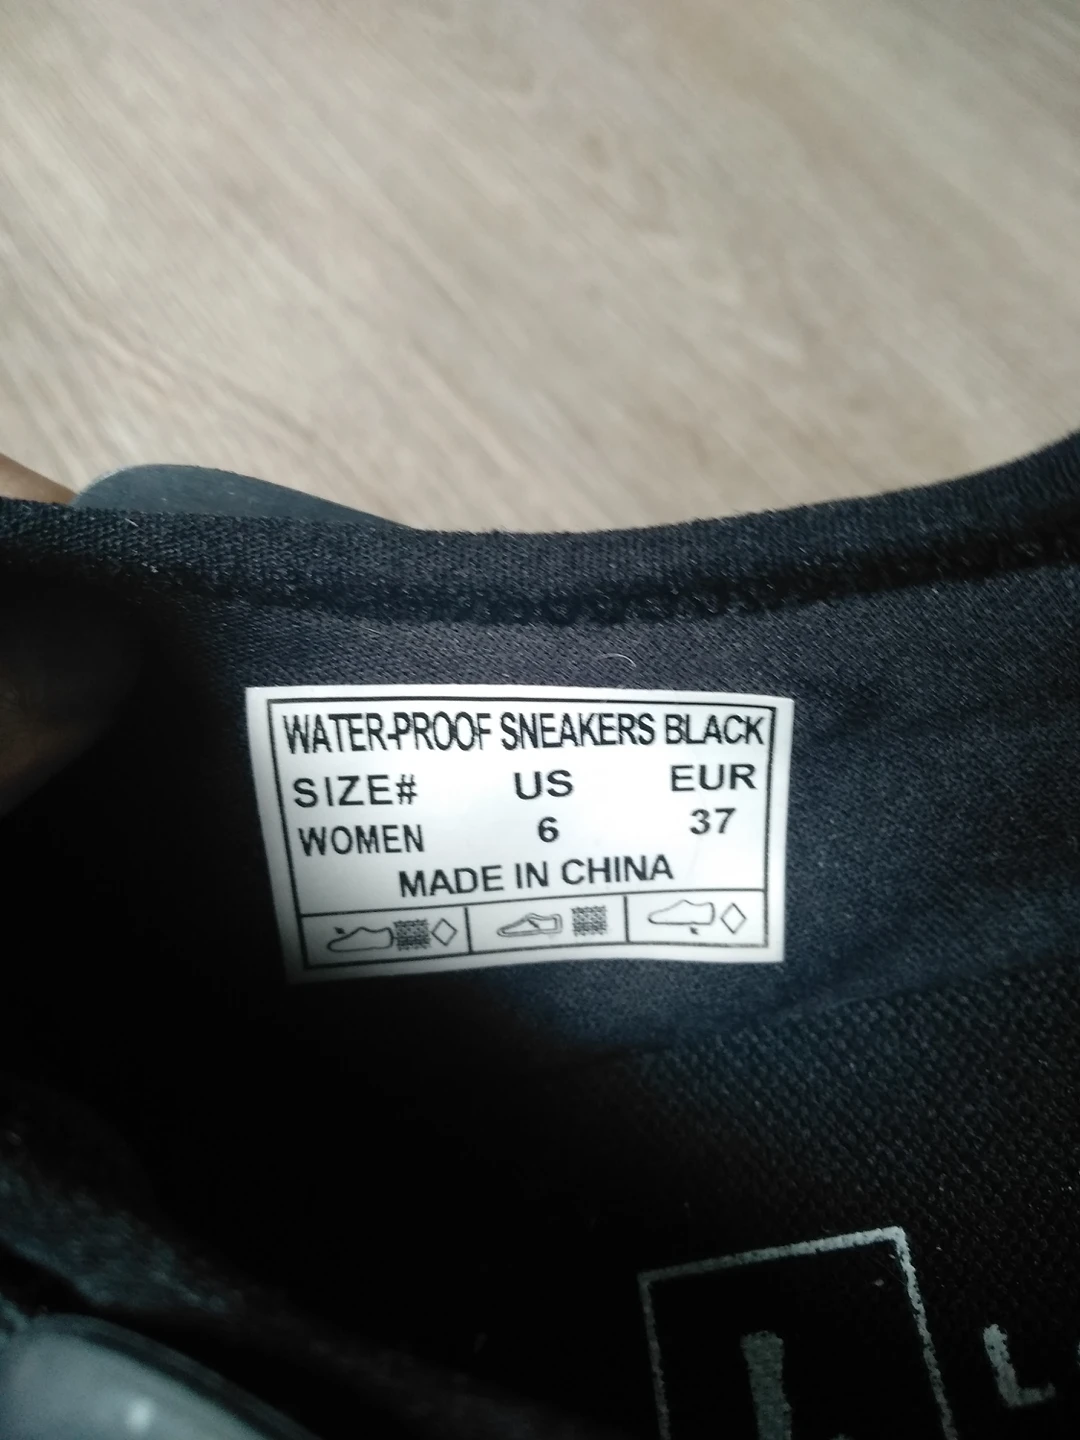 WATER-PROOF SNEAKERS BLACK
SIZE# US EUR
WOMEN 6 37
MADE IN CHINA